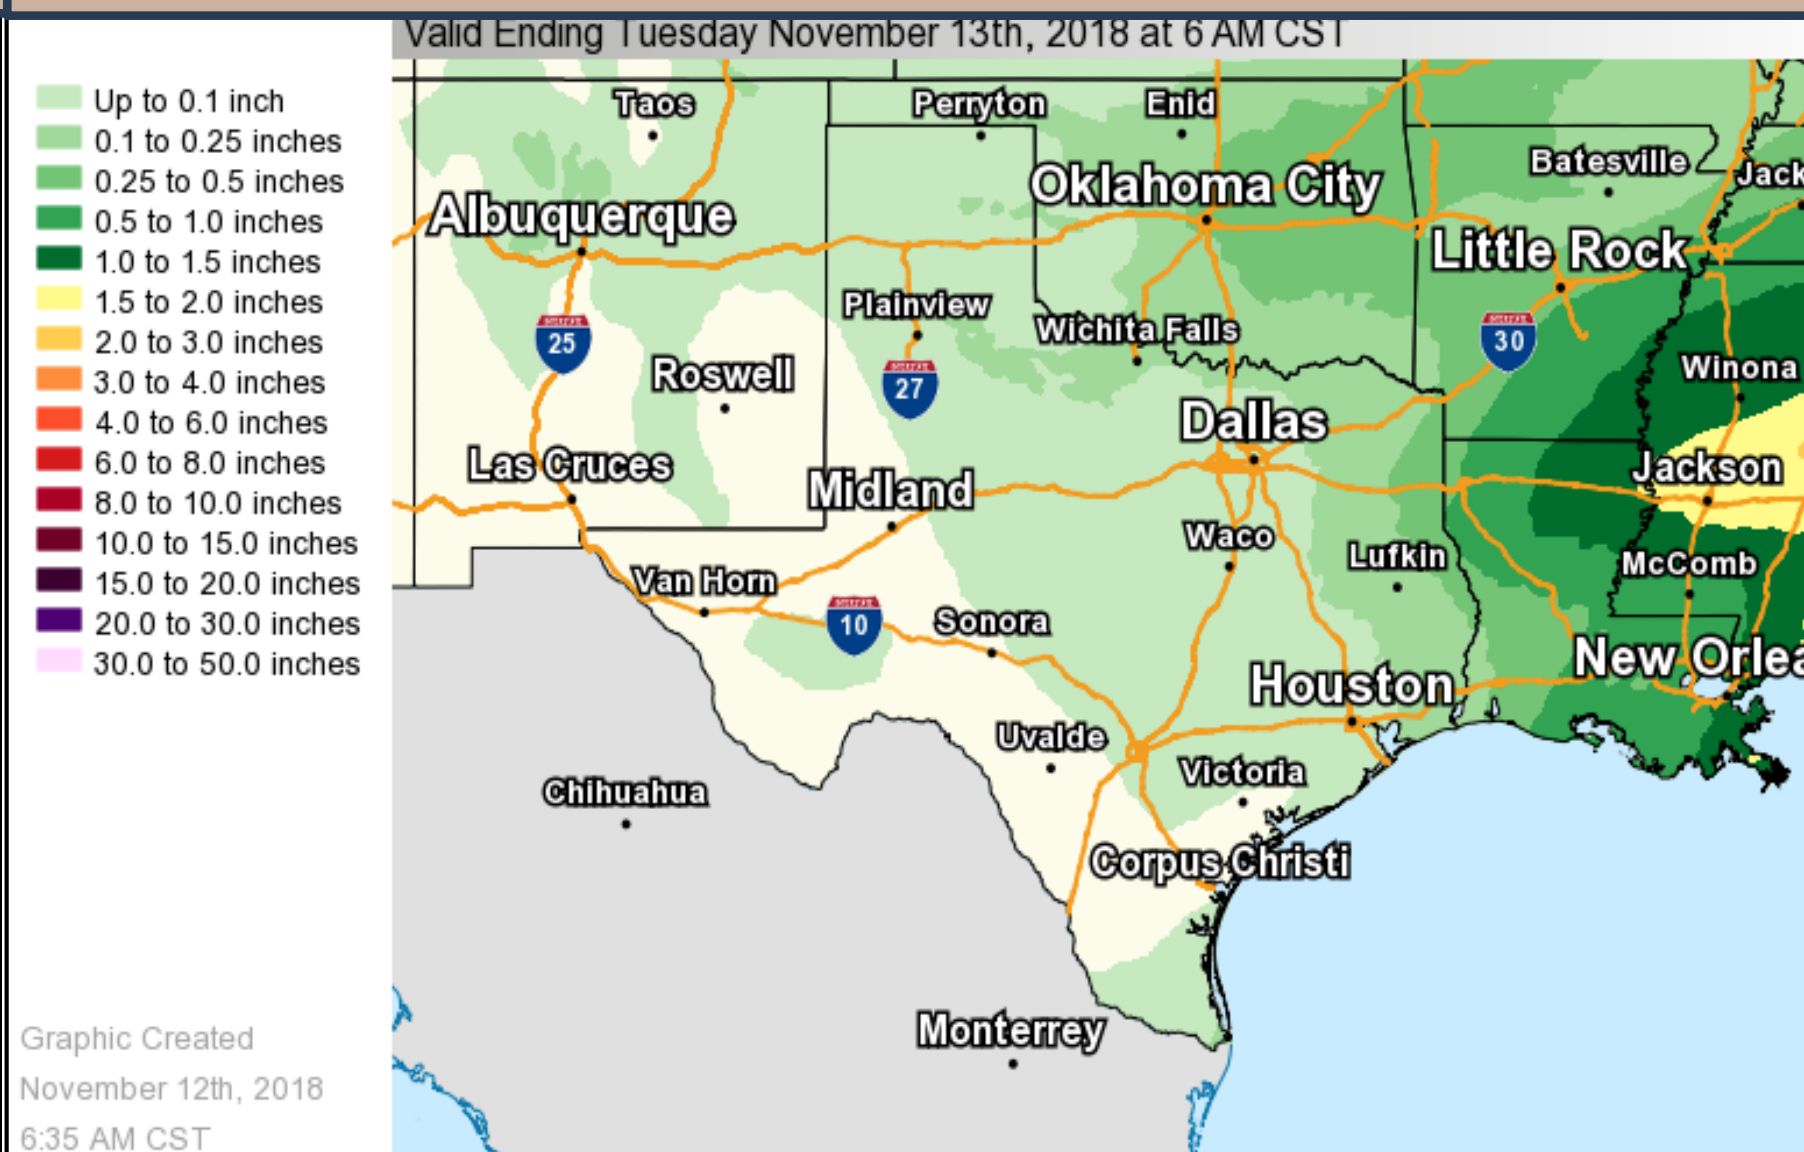 Valid Ending Tuesday November 13th, 2018 at 6 AM CST
Up to 0.1 inch
0.1 to 0.25 inches
0.25 to 0.5 inches
0.5 to 1.0 inches
1.0 to 1.5 inches
1.5 to 2.0 inches
2.0 to 3.0 inches
3.0 to 4.0 inches
4.0 to 6.0 inches
6.0 to 8.0 inches
8.0 to 10.0 inches
10.0 to 15.0 inches
15.0 to 20.0 inches
20.0 to 30.0 inches
30.0 to 50.0 inches
Graphic Created
November 12th, 2018
6:35 AM CST
Taos
Perryton
Enid
Batesville
Jack
Oklahoma City
Albuquerque
Little Rock
Plainview
Wichita Falls
25
30
Roswell
27
Winona
Dallas
Las Cruces
Midland
Jackson
Waco
Lufkin
McComb
Van Horn
10
Sonora
New Orlea
Houston
Uvalde
Victoria
Chihuahua
Corpus Christi
Monterrey